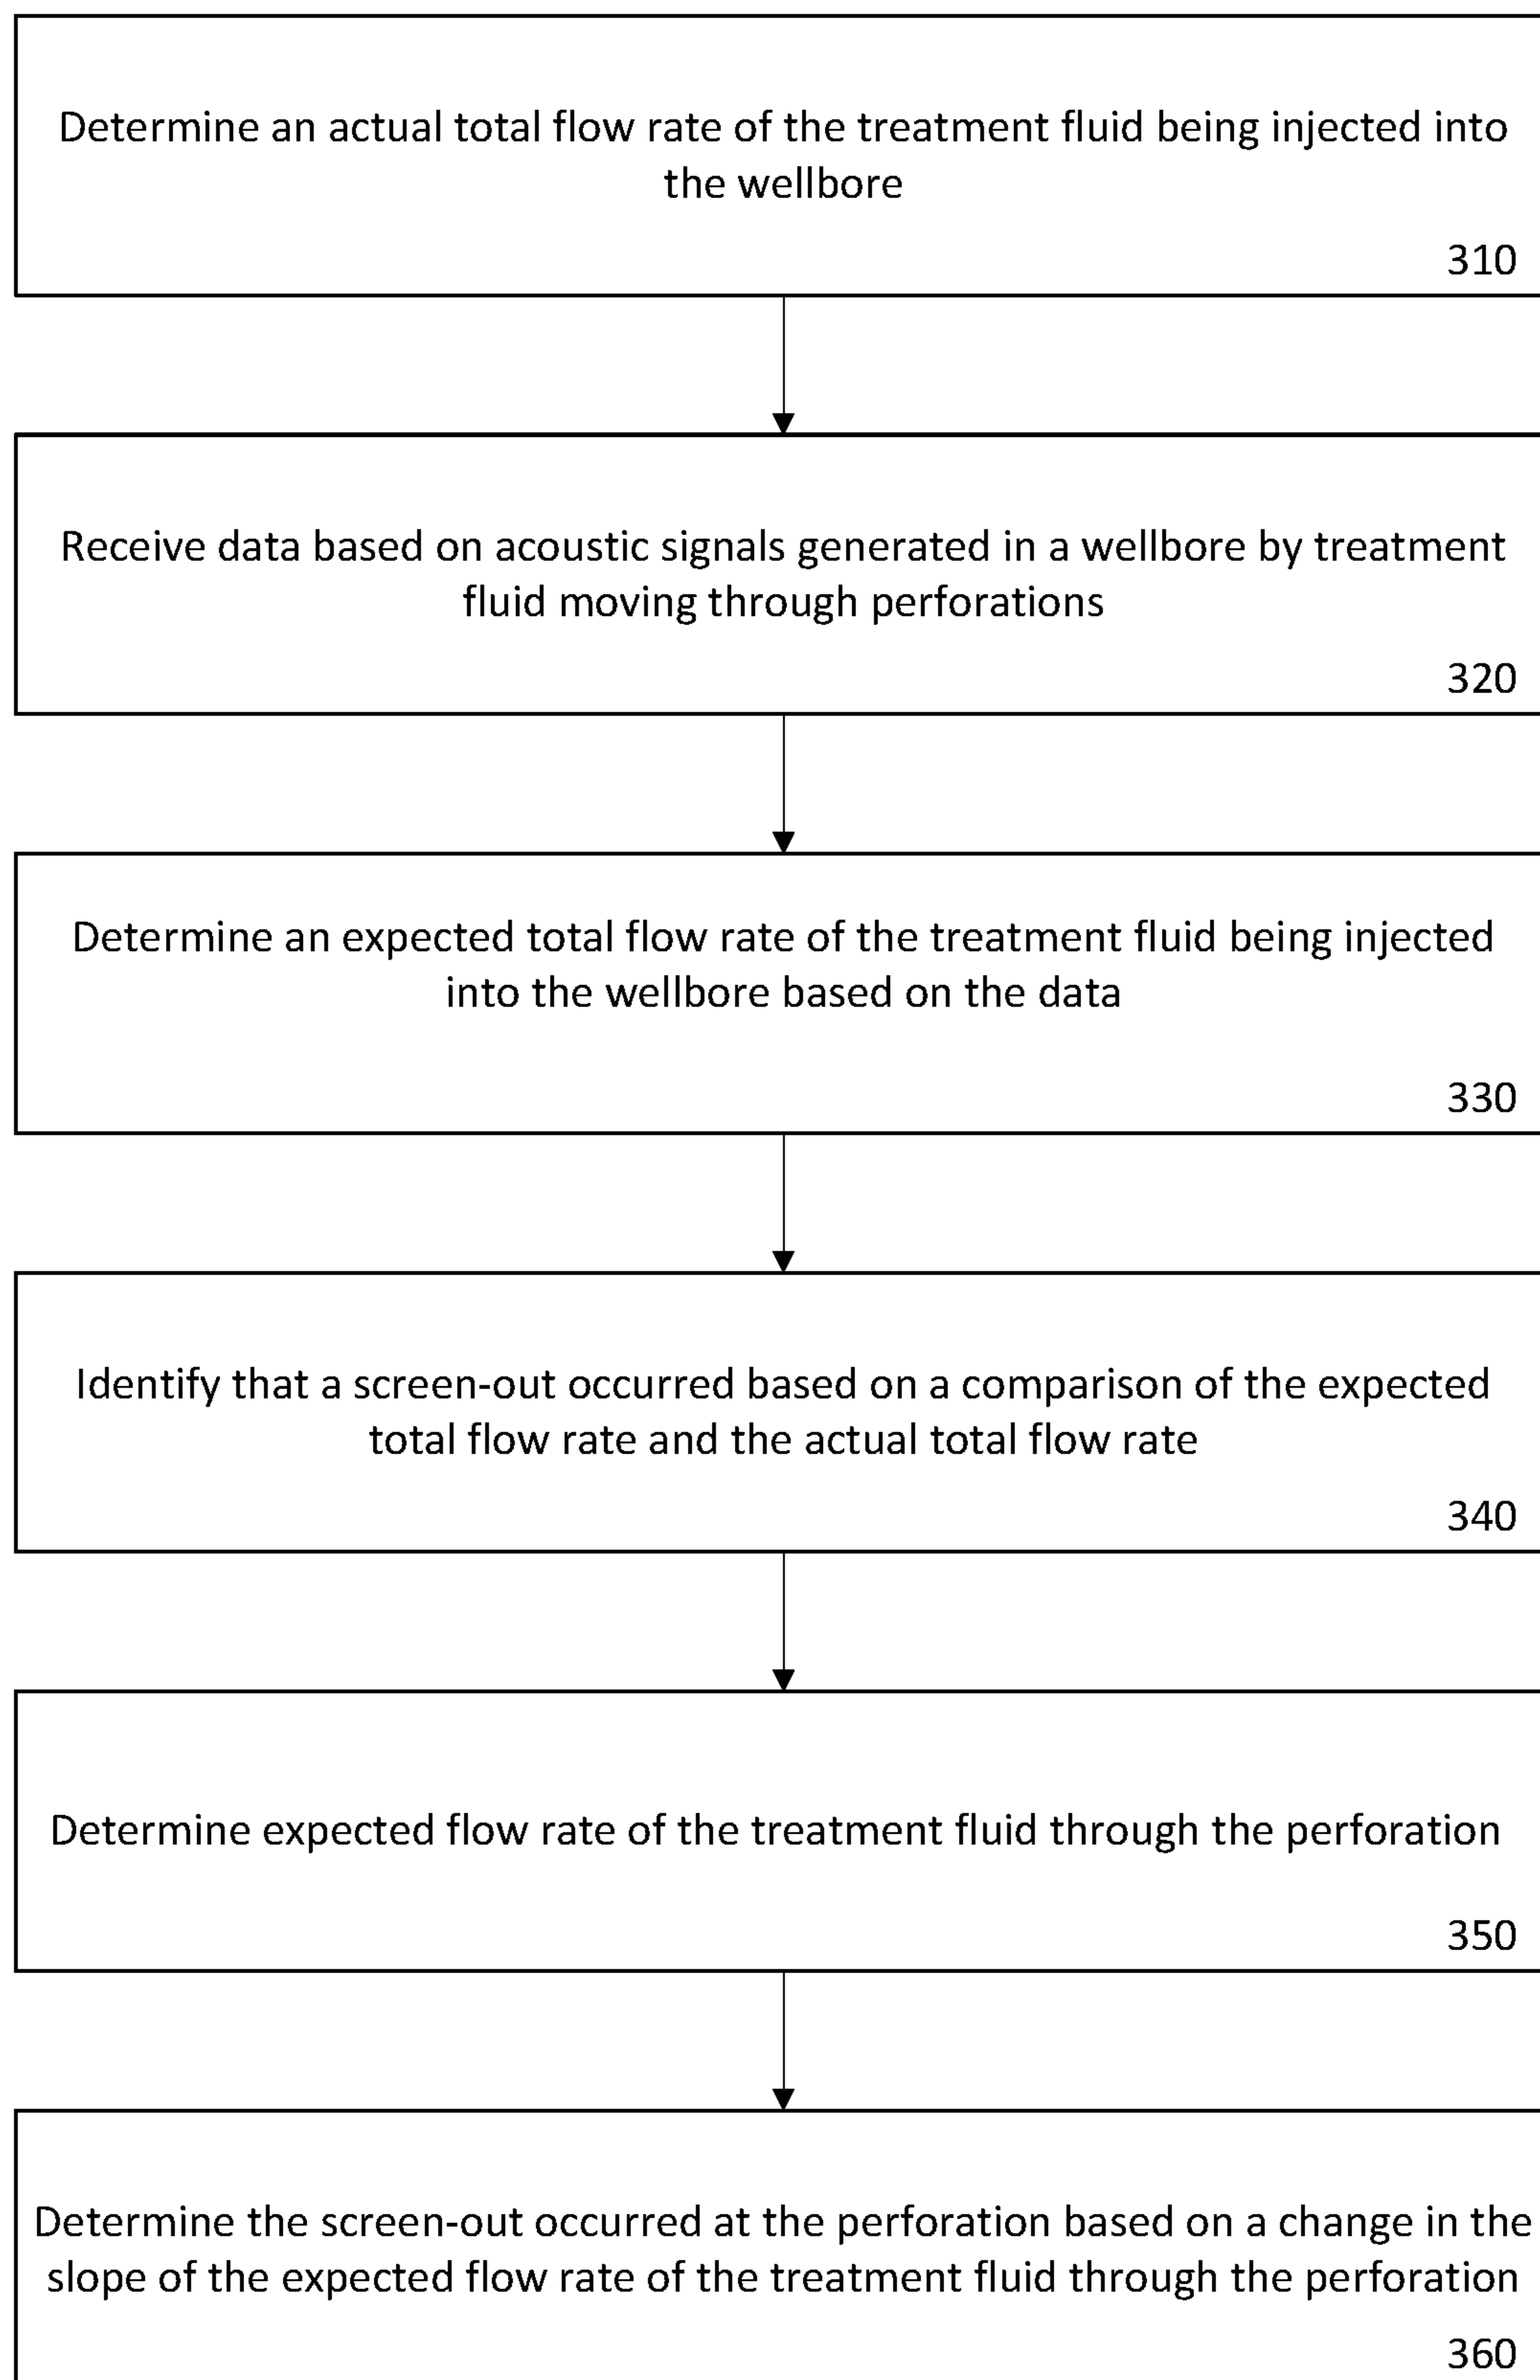 Determine an actual total flow rate of the treatment fluid being injected into
the wellbore
310
Receive data based on acoustic signals generated in a wellbore by treatment
fluid moving through perforations
320
Determine an expected total flow rate of the treatment fluid being injected
into the wellbore based on the data
330
Identify that a screen-out occurred based on a comparison of the expected
total flow rate and the actual total flow rate
340
Determine expected flow rate of the treatment fluid through the perforation
350
Determine the screen-out occurred at the perforation based on a change in the
slope of the expected flow rate of the treatment fluid through the perforation
360